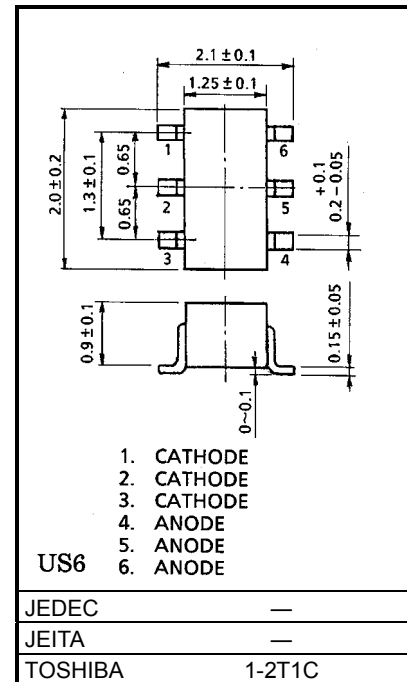 2.1±0.1
1.25±0.1
2.0±0.2
1.3±0.1
0.65
0.65
1
2
3
6
5
4
+0.1
0.2−0.05
0.9±0.1
0.15±0.05
0~0.1
1. CATHODE
2. CATHODE
3. CATHODE
4. ANODE
5. ANODE
US6 6. ANODE
JEDEC —
JEITA —
TOSHIBA 1-2T1C